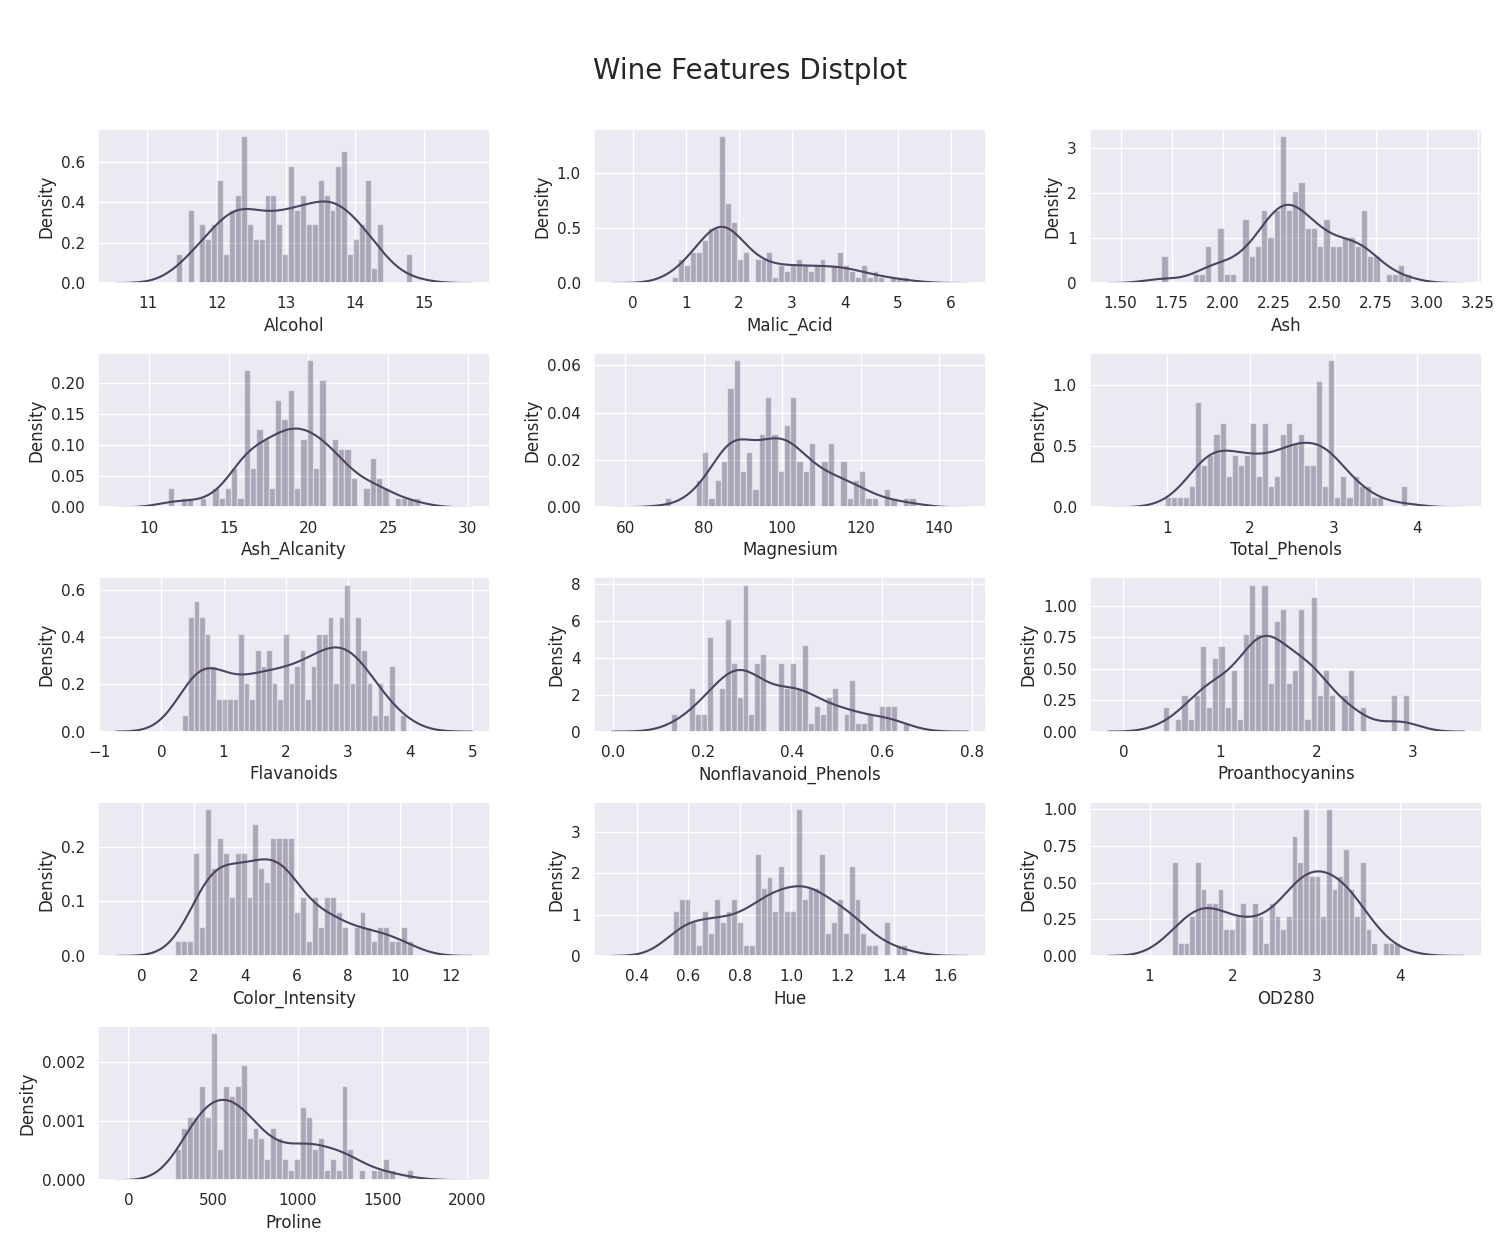 Wine Features Distplot
Density
0.6
0.4
0.2
0.0
11 12 13 14 15
Alcohol
Density
1.0
0.5
0.0
0 1 2 3 4 5 6
Malic_Acid
Density
3
2
1
0
1.50 1.75 2.00 2.25 2.50 2.75 3.00 3.25
Ash
Density
0.20
0.15
0.10
0.05
0.00
10 15 20 25 30
Ash_Alcanity
Density
0.06
0.04
0.02
0.00
60 80 100 120 140
Magnesium
Density
1.0
0.5
0.0
1 2 3 4
Total_Phenols
Density
0.6
0.4
0.2
0.0
−1 0 1 2 3 4 5
Flavanoids
Density
8
6
4
2
0
0.0 0.2 0.4 0.6 0.8
Nonflavanoid_Phenols
Density
1.00
0.75
0.50
0.25
0.00
0 1 2 3
Proanthocyanins
Density
0.2
0.1
0.0
0 2 4 6 8 10 12
Color_Intensity
Density
3
2
1
0
0.4 0.6 0.8 1.0 1.2 1.4 1.6
Hue
Density
1.00
0.75
0.50
0.25
0.00
1 2 3 4
OD280
Density
0.002
0.001
0.000
0 500 1000 1500 2000
Proline